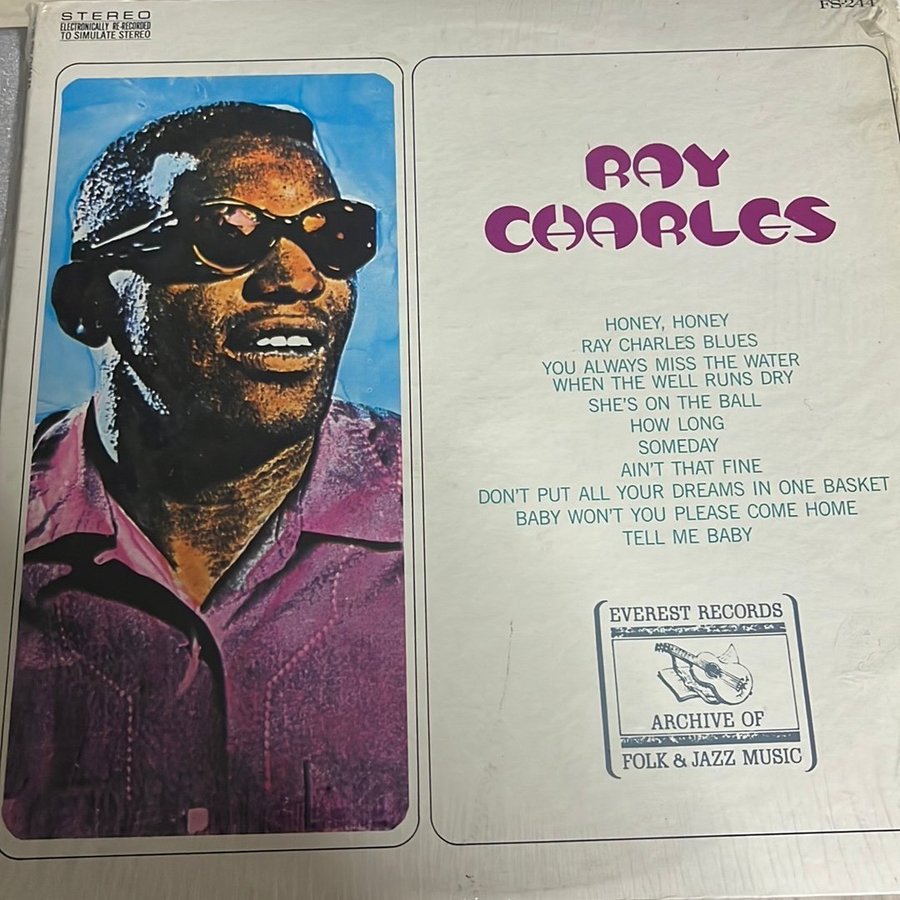 STEREO
ELECTRONICALLY RE-RECORDED
TO SIMULATE STEREO
FS-244
RAY
CHARLES
HONEY, HONEY
RAY CHARLES BLUES
YOU ALWAYS MISS THE WATER
WHEN THE WELL RUNS DRY
SHE'S ON THE BALL
HOW LONG
SOMEDAY
AIN'T THAT FINE
DON'T PUT ALL YOUR DREAMS IN ONE BASKET
BABY WON'T YOU PLEASE COME HOME
TELL ME BABY
EVEREST RECORDS
ARCHIVE OF
FOLK & JAZZ MUSIC